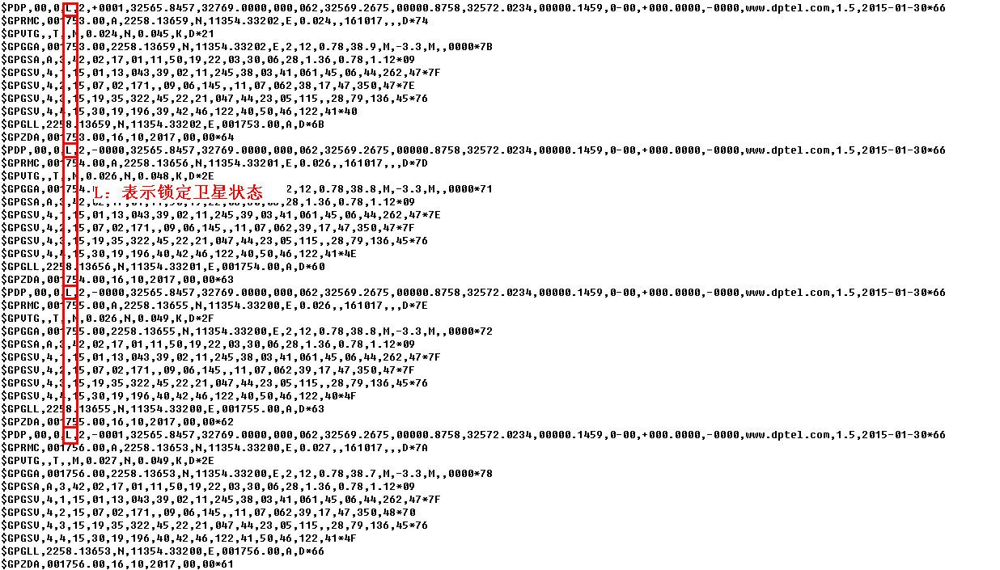 $PDP,00,0,L,2,+0001,32565.8457,32769.0000,000,062,32569.2675,00000.8758,32572.0234,00000.1459,0-00,+000.0000,-0000,www.dptel.com,1.5,2015-01-30*66
$GPRMC,001753.00,A,2258.13659,N,11354.33202,E,0.024,,161017,,,D*74
$GPVTG,,T,,M,0.024,N,0.045,K,D*21
$GPGGA,001753.00,2258.13659,N,11354.33202,E,2,12,0.78,38.9,M,-3.3,M,,0000*7B
$GPGSA,A,3,42,02,17,01,11,50,19,22,03,30,06,28,1.36,0.78,1.12*09
$GPGSV,4,1,15,01,13,043,39,02,11,245,38,03,41,061,45,06,44,262,47*7F
$GPGSV,4,2,15,07,02,171,,09,06,145,,11,07,062,38,17,47,350,47*7E
$GPGSV,4,3,15,19,35,322,45,22,21,047,44,23,05,115,,28,79,136,45*76
$GPGSV,4,4,15,30,19,196,39,42,46,122,40,50,46,122,41*40
$GPGLL,2258.13659,N,11354.33202,E,001753.00,A,D*6B
$GPZDA,001753.00,16,10,2017,00,00*64
$PDP,00,0,L,2,-0000,32565.8457,32769.0000,000,062,32569.2675,00000.8758,32572.0234,00000.1459,0-00,+000.0000,-0000,www.dptel.com,1.5,2015-01-30*66
$GPRMC,001754.00,A,2258.13656,N,11354.33201,E,0.026,,161017,,,D*7D
$GPVTG,,T,,M,0.026,N,0.048,K,D*2E
$GPGGA,001754. L：表示锁定卫星状态 2,12,0.78,38.8,M,-3.3,M,,0000*71
$GPGSA,A,3,42, 28,1.36,0.78,1.12*09
$GPGSV,4,1,15,01,13,043,39,02,11,245,39,03,41,061,45,06,44,262,47*7E
$GPGSV,4,2,15,07,02,171,,09,06,145,,11,07,062,39,17,47,350,47*7F
$GPGSV,4,3,15,19,35,322,45,22,21,047,44,23,05,115,,28,79,136,45*76
$GPGSV,4,4,15,30,19,196,40,42,46,122,40,50,46,122,41*4E
$GPGLL,2258.13656,N,11354.33201,E,001754.00,A,D*60
$GPZDA,001754.00,16,10,2017,00,00*63
$PDP,00,0,L,2,-0000,32565.8457,32769.0000,000,062,32569.2675,00000.8758,32572.0234,00000.1459,0-00,+000.0000,-0000,www.dptel.com,1.5,2015-01-30*66
$GPRMC,001755.00,A,2258.13655,N,11354.33200,E,0.026,,161017,,,D*7E
$GPVTG,,T,,M,0.026,N,0.049,K,D*2F
$GPGGA,001755.00,2258.13655,N,11354.33200,E,2,12,0.78,38.8,M,-3.3,M,,0000*72
$GPGSA,A,3,42,02,17,01,11,50,19,22,03,30,06,28,1.36,0.78,1.12*09
$GPGSV,4,1,15,01,13,043,39,02,11,245,38,03,41,061,45,06,44,262,47*7F
$GPGSV,4,2,15,07,02,171,,09,06,145,,11,07,062,39,17,47,350,47*7F
$GPGSV,4,3,15,19,35,322,45,22,21,047,44,23,05,115,,28,79,136,45*76
$GPGSV,4,4,15,30,19,196,40,42,46,122,40,50,46,122,40*4F
$GPGLL,2258.13655,N,11354.33200,E,001755.00,A,D*63
$GPZDA,001755.00,16,10,2017,00,00*62
$PDP,00,0,L,2,-0001,32565.8457,32769.0000,000,062,32569.2675,00000.8758,32572.0234,00000.1459,0-00,+000.0000,-0000,www.dptel.com,1.5,2015-01-30*66
$GPRMC,001756.00,A,2258.13653,N,11354.33200,E,0.027,,161017,,,D*7A
$GPVTG,,T,,M,0.027,N,0.049,K,D*2E
$GPGGA,001756.00,2258.13653,N,11354.33200,E,2,12,0.78,38.7,M,-3.3,M,,0000*78
$GPGSA,A,3,42,02,17,01,11,50,19,22,03,30,06,28,1.36,0.78,1.12*09
$GPGSV,4,1,15,01,13,043,39,02,11,245,38,03,41,061,45,06,44,262,47*7F
$GPGSV,4,2,15,07,02,171,,09,06,145,,11,07,062,39,17,47,350,48*70
$GPGSV,4,3,15,19,35,322,45,22,21,047,44,23,05,115,,28,79,136,45*76
$GPGSV,4,4,15,30,19,196,40,42,46,122,41,50,46,122,41*4F
$GPGLL,2258.13653,N,11354.33200,E,001756.00,A,D*66
$GPZDA,001756.00,16,10,2017,00,00*61